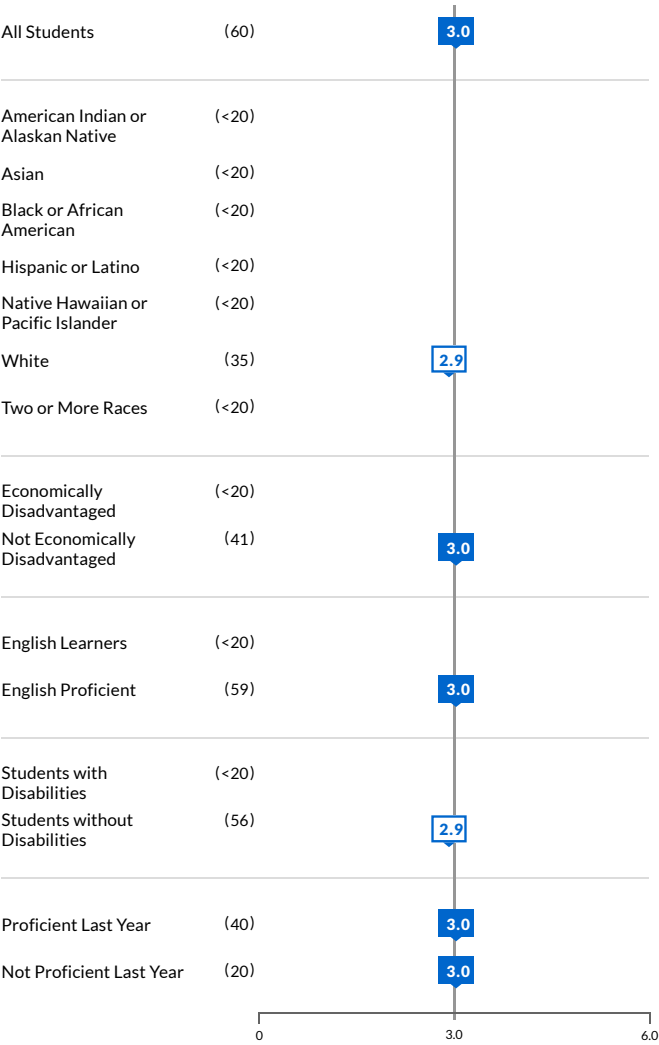 All Students (60) 3.0
American Indian or (<20)
Alaskan Native
Asian (<20)
Black or African (<20)
American
Hispanic or Latino (<20)
Native Hawaiian or (<20)
Pacific Islander
White (35) 2.9
Two or More Races (<20)
Economically (<20)
Disadvantaged
Not Economically (41) 3.0
Disadvantaged
English Learners (<20)
English Proficient (59) 3.0
Students with (<20)
Disabilities
Students without (56) 2.9
Disabilities
Proficient Last Year (40) 3.0
Not Proficient Last Year (20) 3.0
0 3.0 6.0